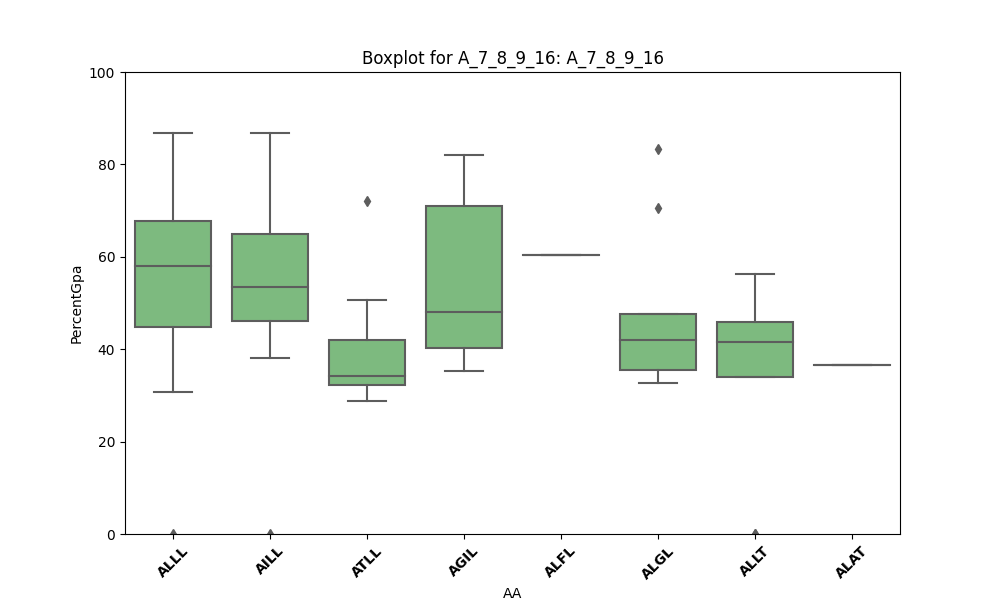 Boxplot for A_7_8_9_16: A_7_8_9_16
100
80
60
40
20
0
PercentGpa
ALLL
AILL
ATLL
AGIL
ALFL
ALGL
ALLT
ALAT
AA